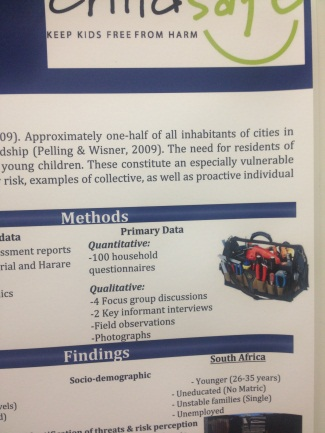 childsafe
KEEP KIDS FREE FROM HARM
09). Approximately one-half of all inhabitants of cities in
dship (Pelling & Wisner, 2009). The need for residents of
young children. These constitute an especially vulnerable
risk, examples of collective, as well as proactive individual
Methods
data
Primary Data
ssment reports
Quantitative:
rial and Harare
-100 household
questionnaires
tics
Qualitative:
-4 Focus group discussions
-2 Key informant interviews
-Field observations
-Photographs
Findings
Socio-demographic
South Africa
- Younger (26-35 years)
- Uneducated (No Matric)
vels)
- Unstable families (Single)
- Unemployed
of threats & risk perception